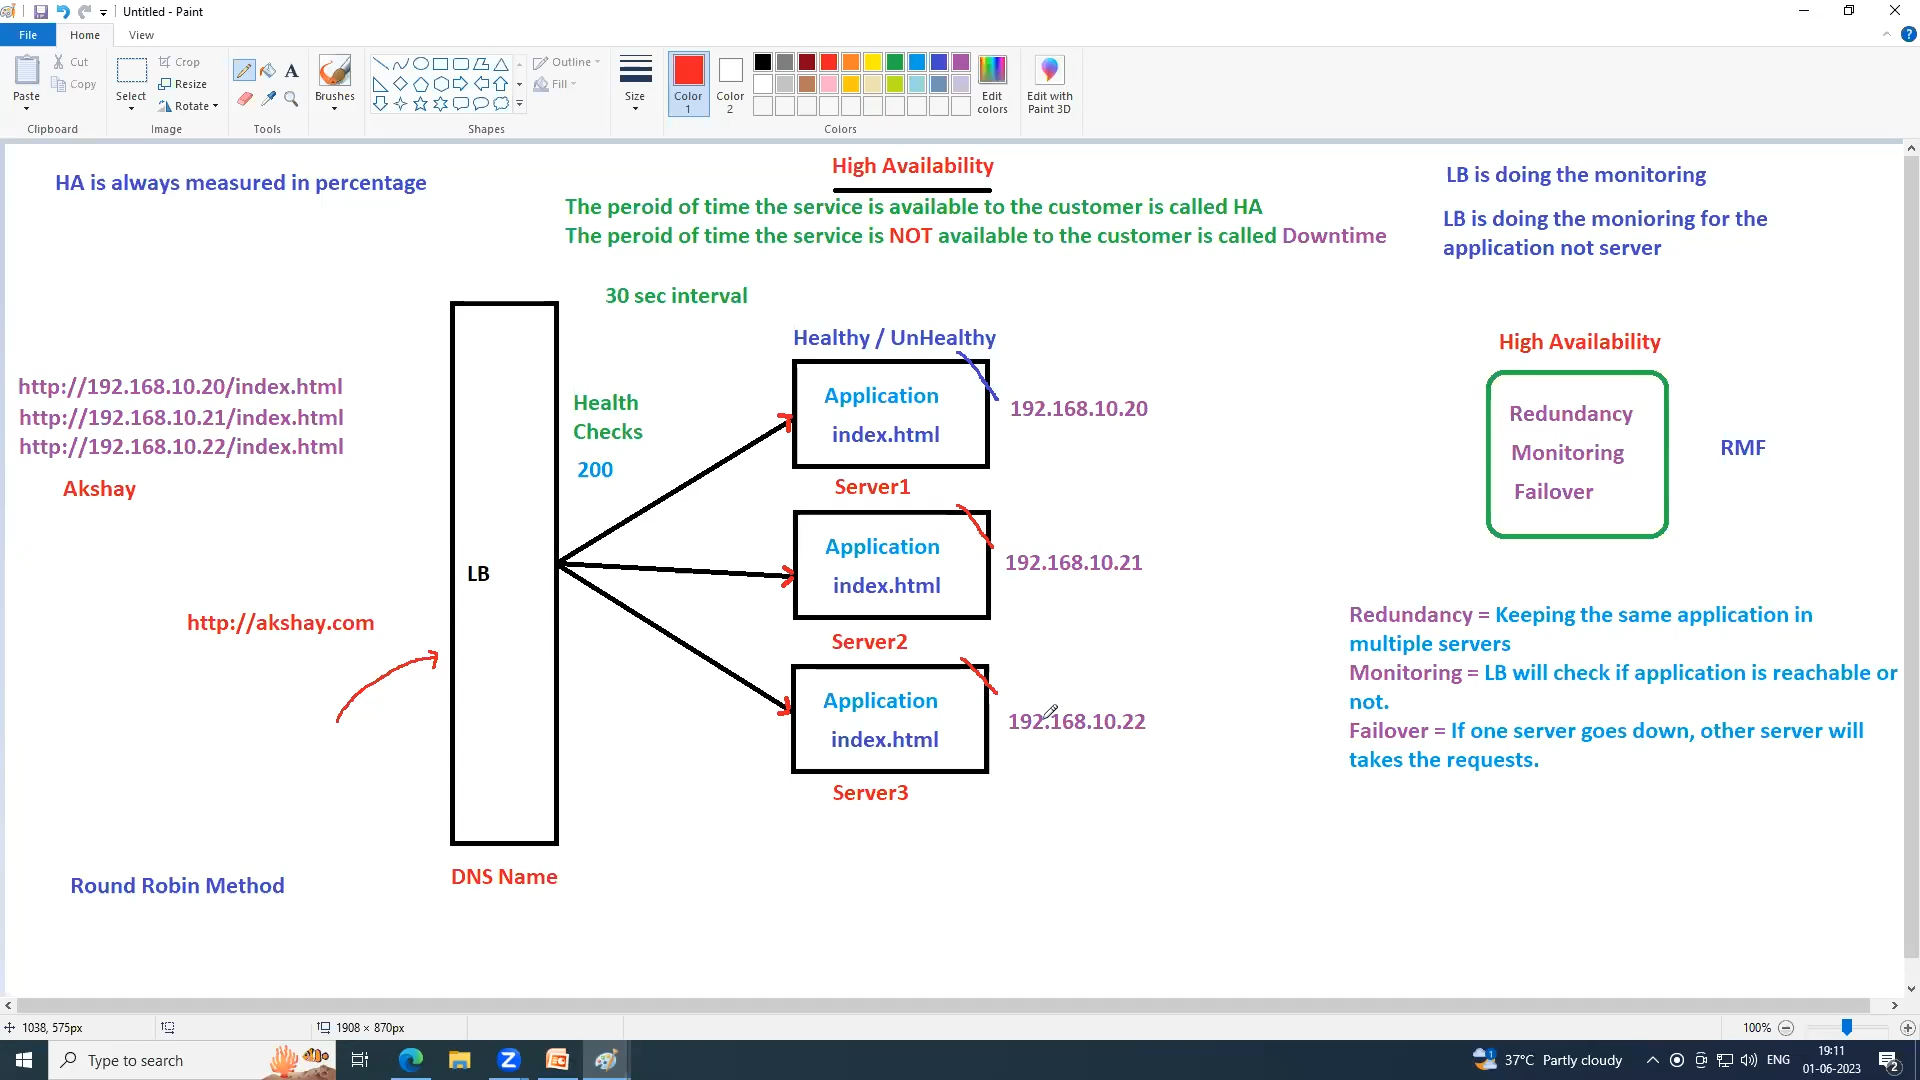 Untitled - Paint
File
Home
View
Paste
Cut
Copy
Clipboard
Select
Crop
Resize
Rotate
Image
A
Tools
Brushes
Shapes
Outline
Fill
Size
Color 1
Color 2
Colors
Edit colors
Edit with Paint 3D
HA is always measured in percentage
High Availability
The peroid of time the service is available to the customer is called HA
The peroid of time the service is NOT available to the customer is called Downtime
LB is doing the monitoring
LB is doing the monioring for the
application not server
30 sec interval
Healthy / UnHealthy
http://192.168.10.20/index.html
http://192.168.10.21/index.html
http://192.168.10.22/index.html
Akshay
http://akshay.com
LB
Health
Checks
200
Application
index.html
192.168.10.20
Server1
Application
index.html
192.168.10.21
Server2
Application
index.html
192.168.10.22
Server3
High Availability
Redundancy
Monitoring
Failover
RMF
Redundancy = Keeping the same application in
multiple servers
Monitoring = LB will check if application is reachable or
not.
Failover = If one server goes down, other server will
takes the requests.
Round Robin Method
DNS Name
1038, 575px
1908 × 870px
100%
Type to search
37°C Partly cloudy
ENG
19:11
01-06-2023
2